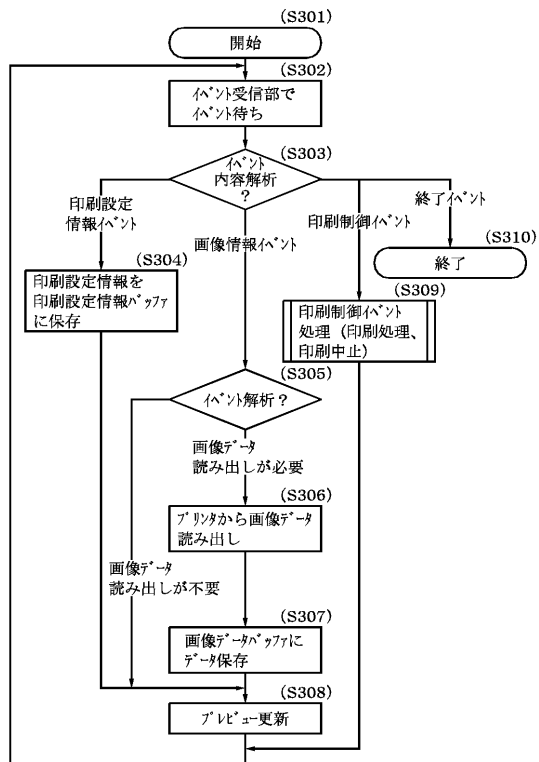 (S301)
開始
(S302)
イベント受信部で
イベント待ち
(S303)
イベント
内容解析
?
印刷設定
情報イベント
画像情報イベント
印刷制御イベント
終了イベント
(S310)
終了
(S304)
印刷設定情報を
印刷設定情報バッファ
に保存
(S309)
印刷制御イベント
処理（印刷処理、
印刷中止）
(S305)
イベント解析？
画像データ
読み出しが必要
(S306)
プリンタから画像データ
読み出し
画像データ
読み出しが不要
(S307)
画像データバッファに
データ保存
(S308)
プレビュー更新